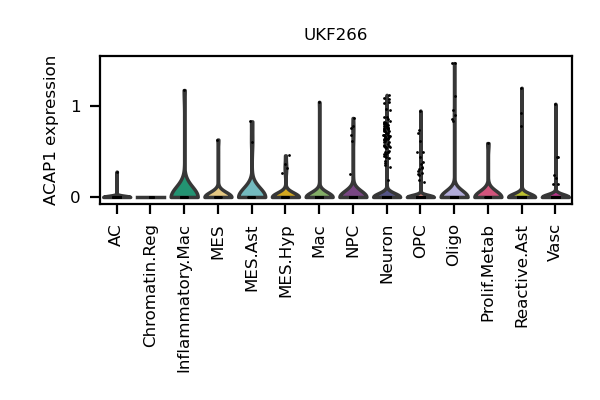 UKF266
ACAP1 expression
1
0
AC
Chromatin.Reg
Inflammatory.Mac
MES
MES.Ast
MES.Hyp
Mac
NPC
Neuron
OPC
Oligo
Prolif.Metab
Reactive.Ast
Vasc